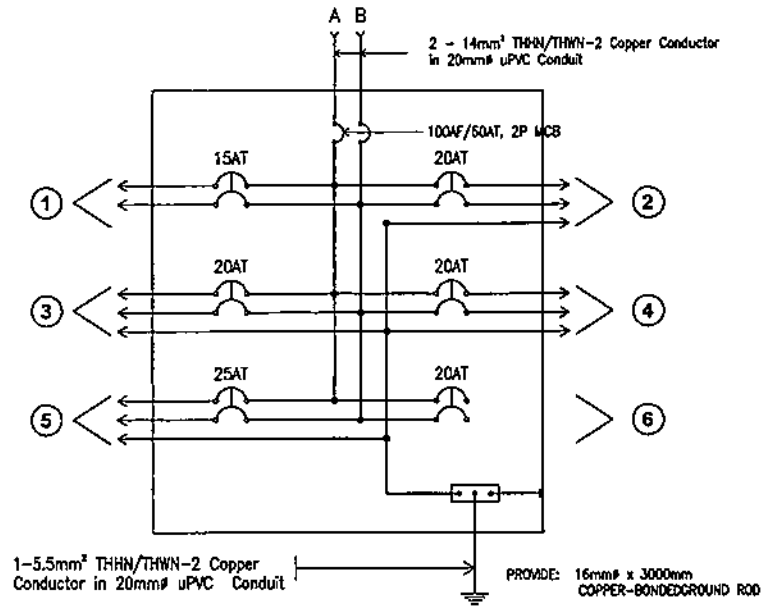 A B
2 - 14mm² THHN/THWN-2 Copper Conductor
in 20mmø uPVC Conduit
100AF/60AT, 2P MCB
15AT 20AT
1 2
20AT 20AT
3 4
25AT 20AT
5 6
1-5.5mm² THHN/THWN-2 Copper
Conductor in 20mmø uPVC Conduit
PROVIDE: 16mmø x 3000mm
COPPER-BONDEDGROUND ROD